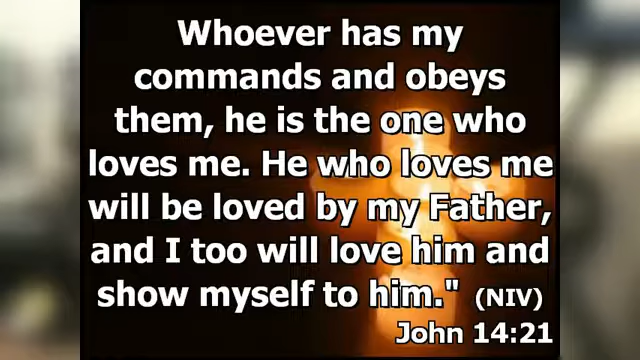 Whoever has my
commands and obeys
them, he is the one who
loves me. He who loves me
will be loved by my Father,
and I too will love him and
show myself to him." (NIV)
John 14:21